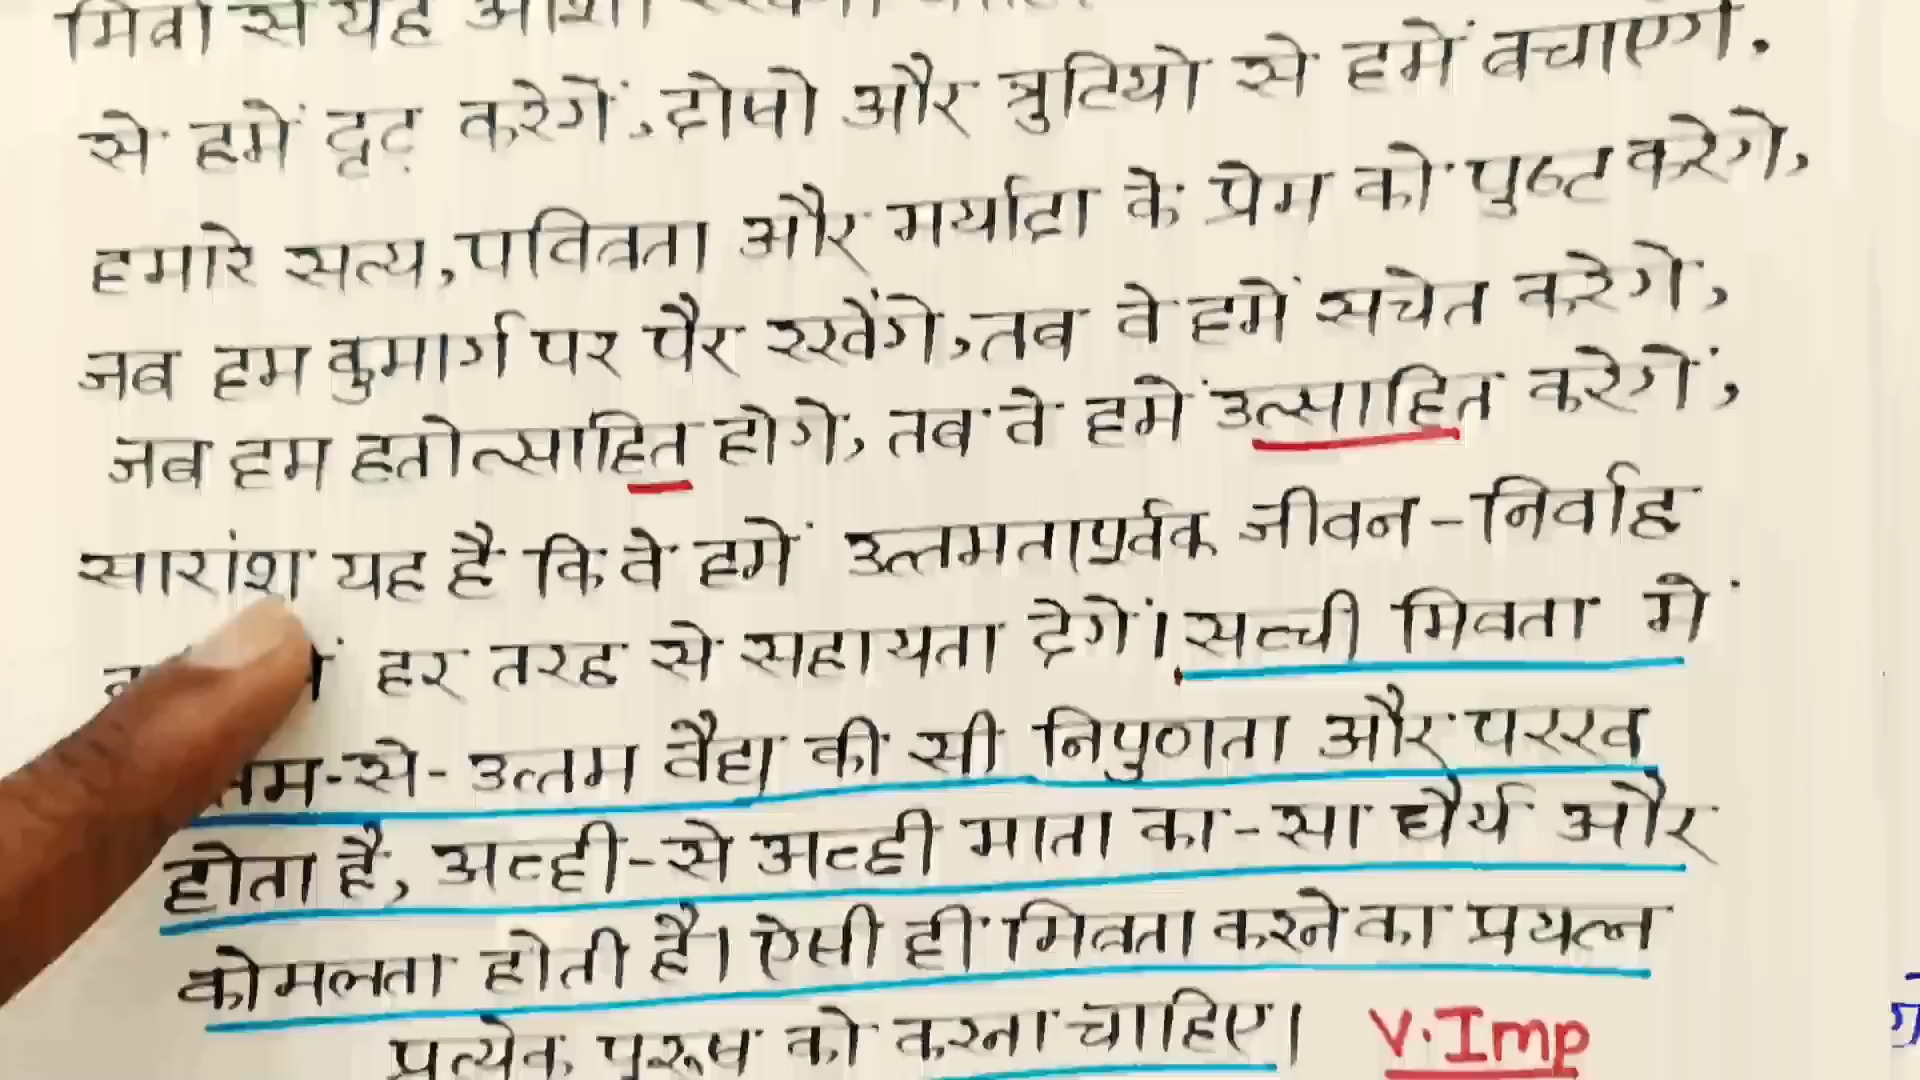 मित्रों से यह आशा
से हमें दृढ़ करेगें, दोषो और त्रुटियो से हमें बचाएगे.
हमारे सत्य, पवित्रता और मर्यादा के प्रेम को पुष्ट करेगे,
जब हम कुमार्ग पर पैर रखेंगे, तब वे हमें सचेत करेगे,
जब हम हतोत्साहित होगे, तब वे हमें उत्साहित करेगें,
सारांश यह है कि वे हमें उत्तमतापूर्वक जीवन-निर्वाह
हर तरह से सहायता देगें। सच्ची मित्रता में
-से-उत्तम वैद्य की सी निपुणता और परख
होता है, अच्छी-से अच्छी माता का-सा धैर्य और
कोमलता होती है। ऐसी ही मित्रता करने का प्रयत्न
प्रत्येक पुरूष को करना चाहिए। V.Imp